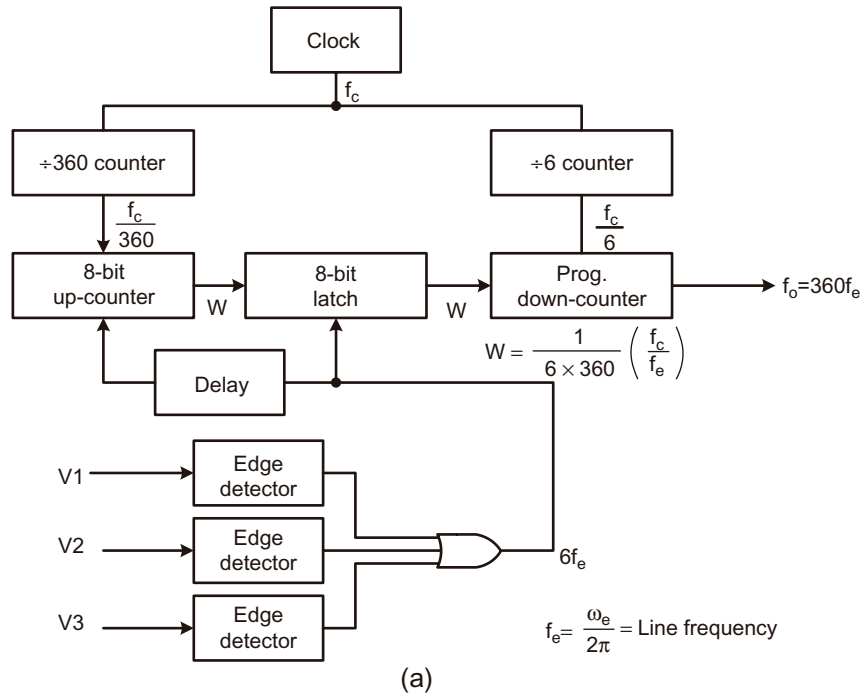 Clock
f_c
÷360 counter
÷6 counter
f_c/360
f_c/6
8-bit
up-counter
W
8-bit
latch
W
Prog.
down-counter
f_o=360f_e
W = 1/(6 × 360) (f_c/f_e)
Delay
V1
Edge
detector
V2
Edge
detector
6f_e
V3
Edge
detector
f_e= ω_e/2π = Line frequency
(a)